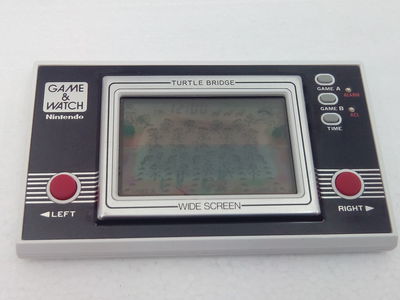 GAME
&
WATCH
Nintendo
TURTLE BRIDGE
GAME A
ALARM
GAME B
ACL
TIME
◄LEFT
WIDE SCREEN
RIGHT►